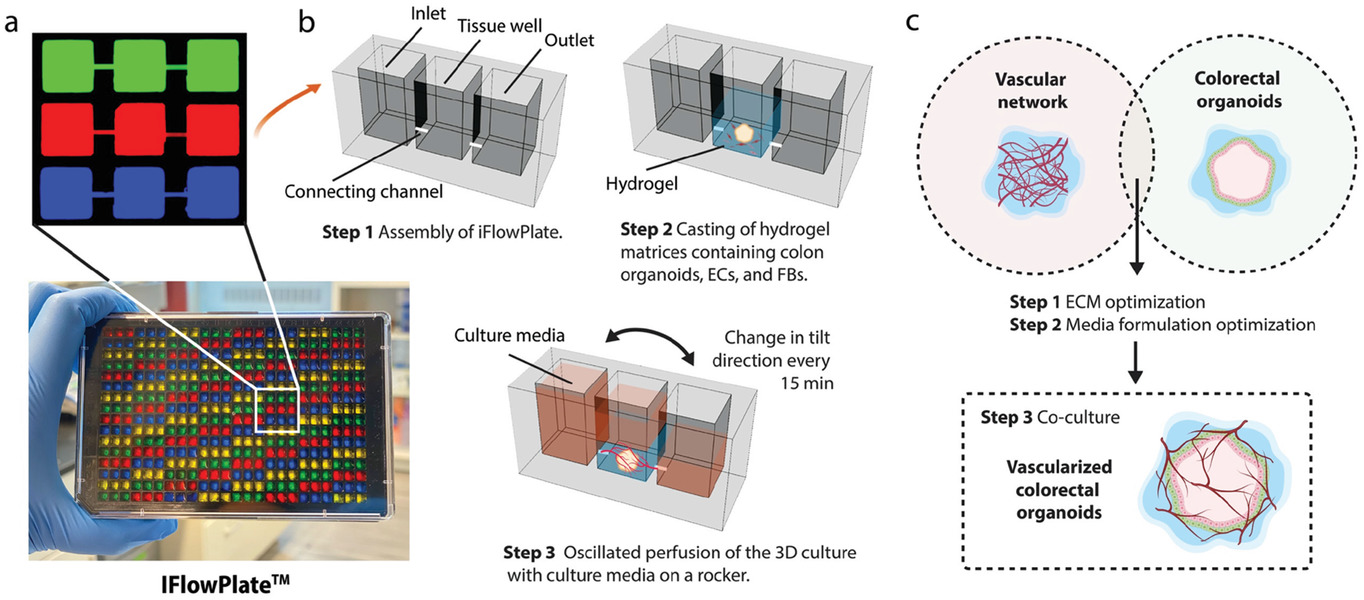 a
IFlowPlate™
b
Inlet
Tissue well
Outlet
Connecting channel
Step 1 Assembly of iFlowPlate.
Hydrogel
Step 2 Casting of hydrogel
matrices containing colon
organoids, ECs, and FBs.
Culture media
Change in tilt
direction every
15 min
Step 3 Oscillated perfusion of the 3D culture
with culture media on a rocker.
c
Vascular
network
Colorectal
organoids
Step 1 ECM optimization
Step 2 Media formulation optimization
Step 3 Co-culture
Vascularized
colorectal
organoids